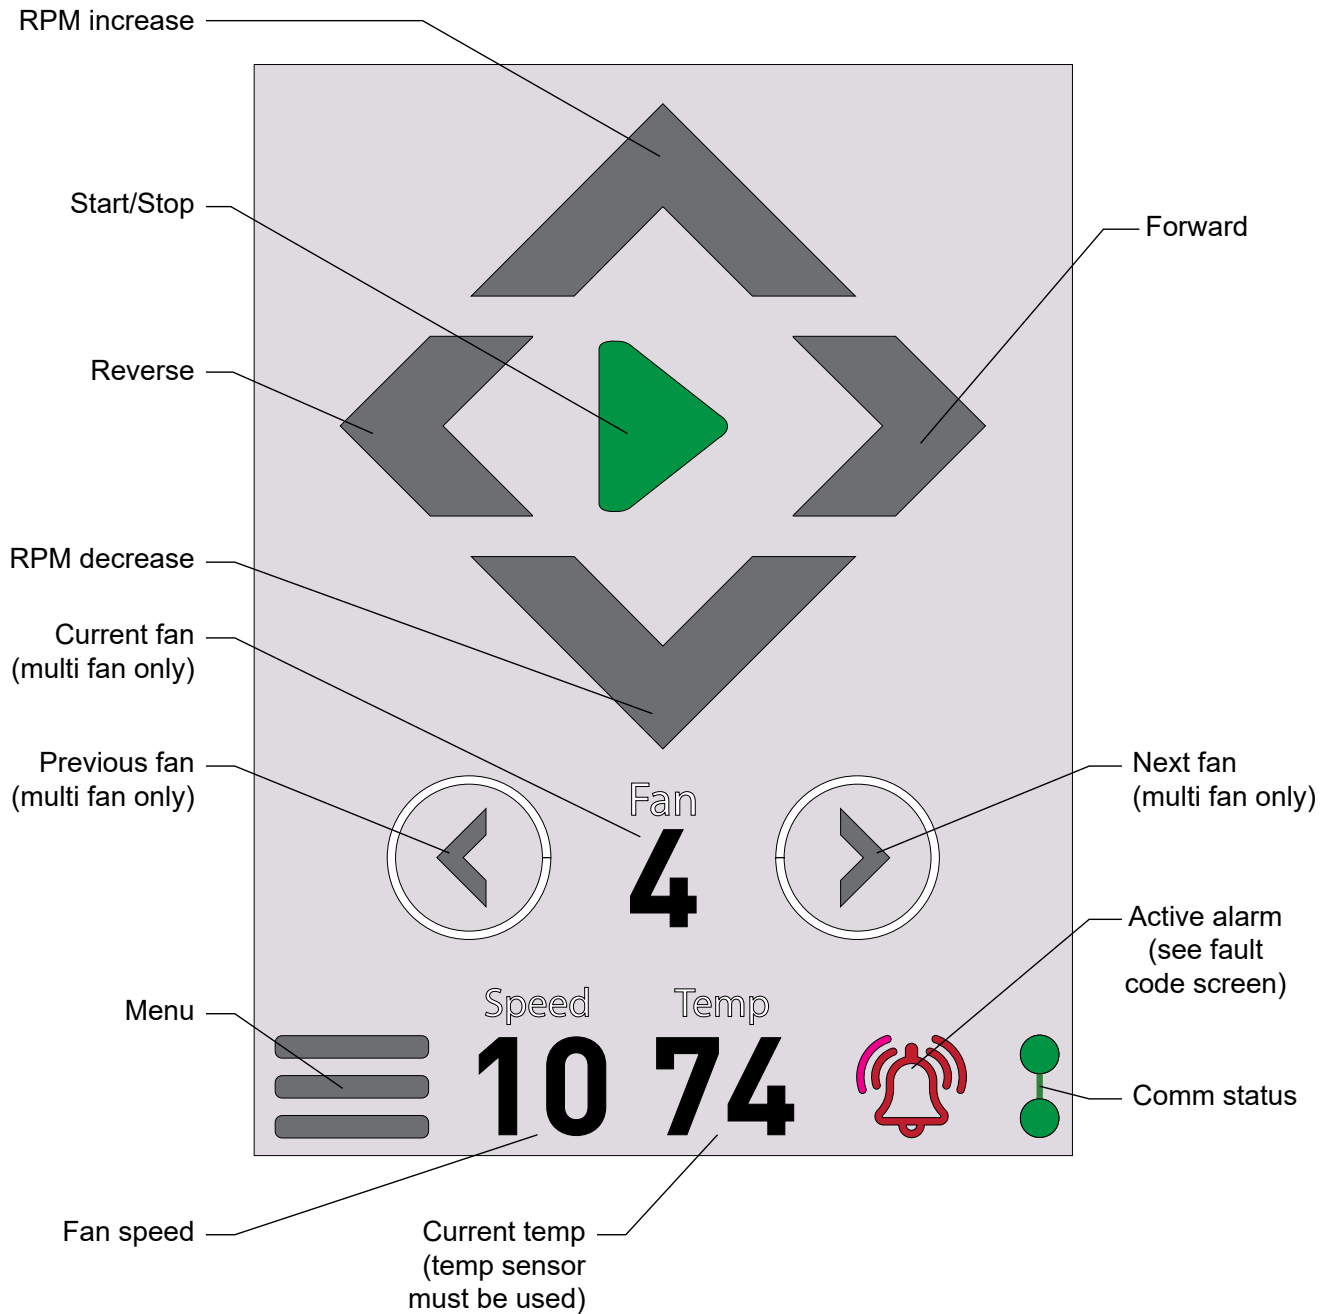 RPM increase
Start/Stop
Forward
Reverse
RPM decrease
Current fan
(multi fan only)
Previous fan
(multi fan only)
Fan
4
Next fan
(multi fan only)
Active alarm
(see fault
code screen)
Menu
Speed Temp
10 74
Comm status
Fan speed
Current temp
(temp sensor
must be used)